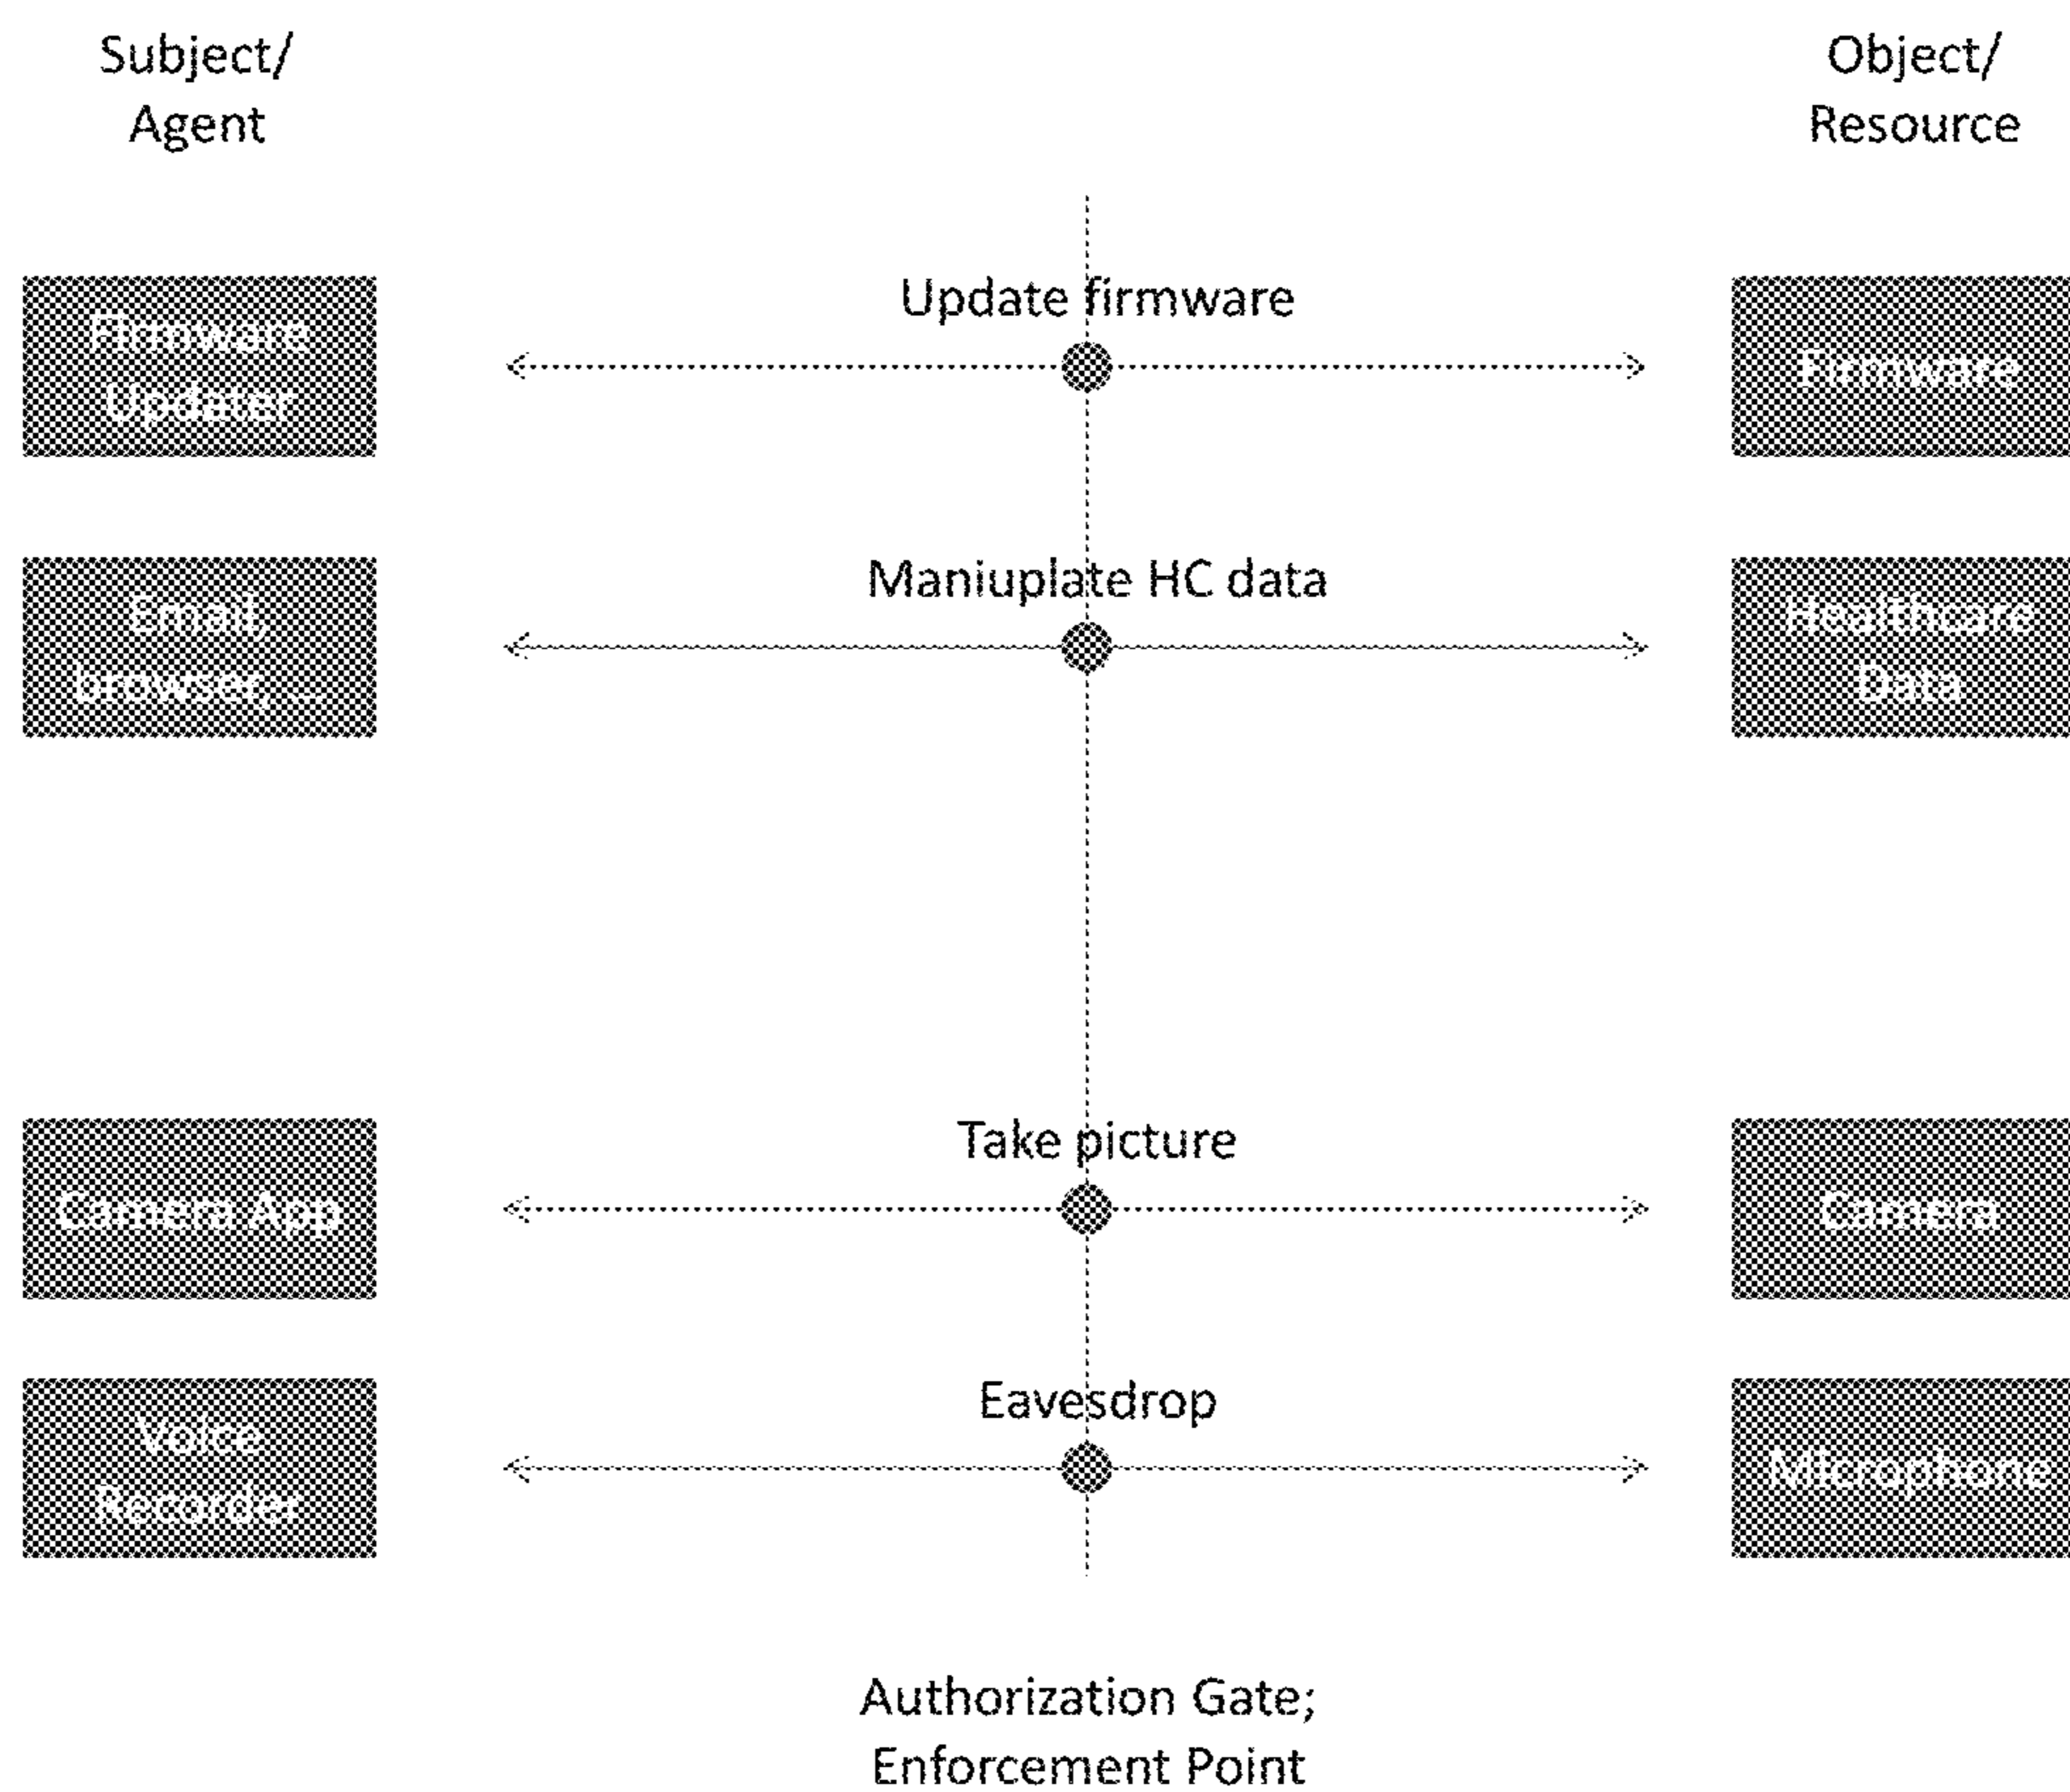 Subject/
Agent
Object/
Resource
Firmware
Updater
Update firmware
Firmware
Email,
browser, ...
Maniuplate HC data
Healthcare
Data
Camera App
Take picture
Camera
Voice
Recorder
Eavesdrop
Microphone
Authorization Gate;
Enforcement Point